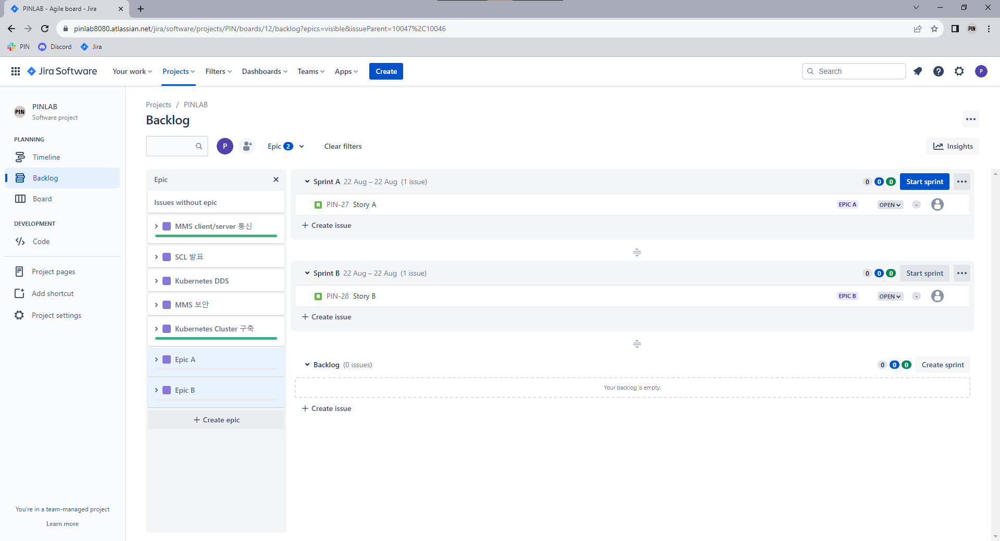 PINLAB - Agile board - Jira
pinlab8080.atlassian.net/jira/software/projects/PIN/boards/12/backlog?epics=visible&issueParent=10047%2C10046
PIN
PIN Discord Jira
Jira Software Your work Projects Filters Dashboards Teams Apps Create Search P
PIN
PINLAB
Software project
PLANNING
Timeline
Backlog
Board
DEVELOPMENT
Code
Project pages
Add shortcut
Project settings
You're in a team-managed project
Learn more
Projects / PINLAB
Backlog
P Epic 2 Clear filters Insights
Epic
Issues without epic
MMS client/server 통신
SCL 발표
Kubernetes DDS
MMS 보안
Kubernetes Cluster 구축
Epic A
Epic B
+ Create epic
Sprint A 22 Aug – 22 Aug (1 issue) 0 0 0 Start sprint
PIN-27 Story A EPIC A OPEN -
+ Create issue
Sprint B 22 Aug – 22 Aug (1 issue) 0 0 0 Start sprint
PIN-28 Story B EPIC B OPEN -
+ Create issue
Backlog (0 issues) 0 0 0 Create sprint
Your backlog is empty.
+ Create issue